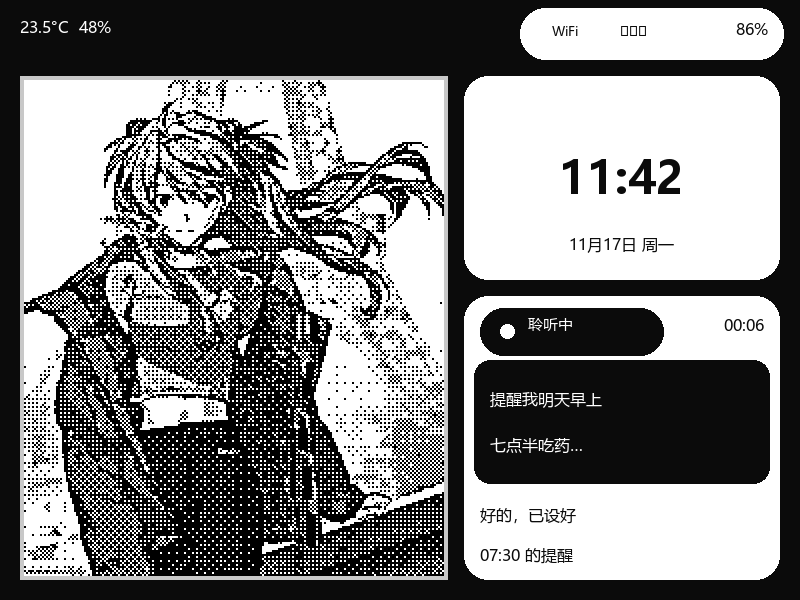 23.5°C 48%
WiFi □□□ 86%
11:42
11月17日 周一
聆听中
00:06
提醒我明天早上
七点半吃药...
好的，已设好
07:30 的提醒